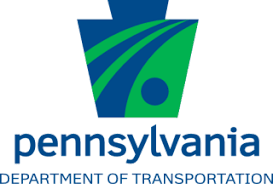 pennsylvania
DEPARTMENT OF TRANSPORTATION